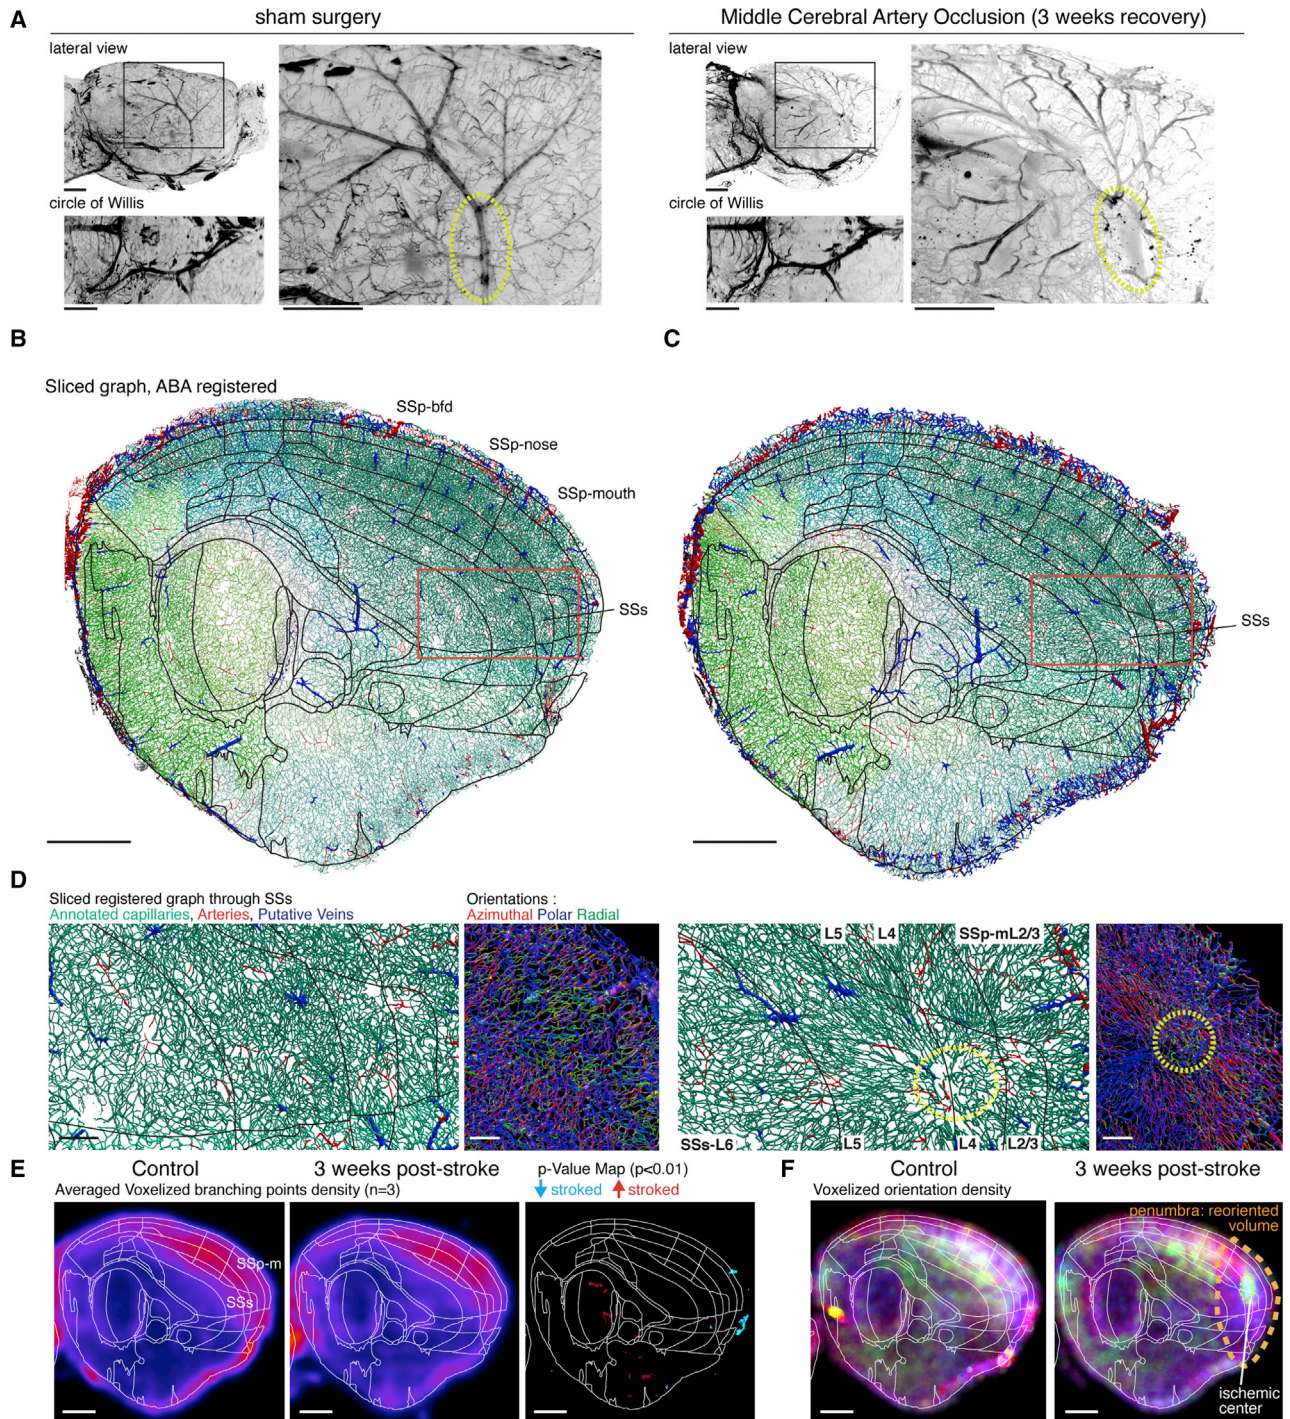 A
sham surgery
Middle Cerebral Artery Occlusion (3 weeks recovery)
lateral view
circle of Willis
lateral view
circle of Willis
B
Sliced graph, ABA registered
SSp-bfd
SSp-nose
SSp-mouth
SSs
C
SSs
D
Sliced registered graph through SSs
Annotated capillaries, Arteries, Putative Veins
Orientations :
Azimuthal Polar Radial
L5
L4
SSp-mL2/3
SSs-L6
L5
L4
L2/3
E
Control
3 weeks post-stroke
Averaged Voxelized branching points density (n=3)
SSp-m
SSs
p-Value Map (p<0.01)
↓ stroked ↑ stroked
F
Control
3 weeks post-stroke
Voxelized orientation density
penumbra: reoriented
volume
ischemic
center